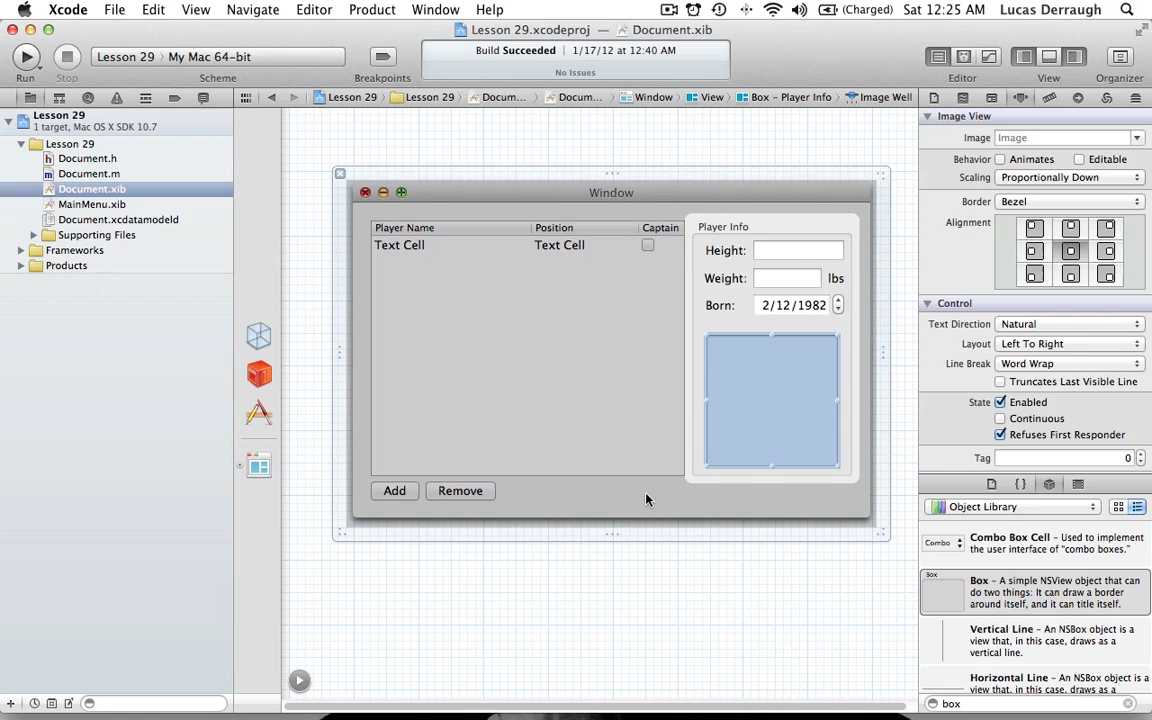 Xcode File Edit View Navigate Editor Product Window Help (Charged) Sat 12:25 AM Lucas Derraugh
Lesson 29.xcodeproj — Document.xib
Lesson 29 › My Mac 64-bit
Build Succeeded | 1/17/12 at 12:40 AM
No Issues
Run Stop Scheme Breakpoints Editor View Organizer
Lesson 29 Lesson 29 Docum... Docum... Window View Box - Player Info Image Well
Lesson 29
1 target, Mac OS X SDK 10.7
Lesson 29
Document.h
Document.m
Document.xib
MainMenu.xib
Document.xcdatamodeld
Supporting Files
Frameworks
Products
Window
Player Name Position Captain
Text Cell Text Cell
Player Info
Height:
Weight: lbs
Born: 2/12/1982
Add Remove
Image View
Image Image
Behavior Animates Editable
Scaling Proportionally Down
Border Bezel
Alignment
Control
Text Direction Natural
Layout Left To Right
Line Break Word Wrap
Truncates Last Visible Line
State Enabled
Continuous
Refuses First Responder
Tag 0
Object Library
Combo
Combo Box Cell - Used to implement
the user interface of "combo boxes."
Box
Box - A simple NSView object that can
do two things: It can draw a border
around itself, and it can title itself.
Vertical Line - An NSBox object is a
view that, in this case, draws as a
vertical line.
Horizontal Line - An NSBox object is a
view that, in this case, draws as a
box